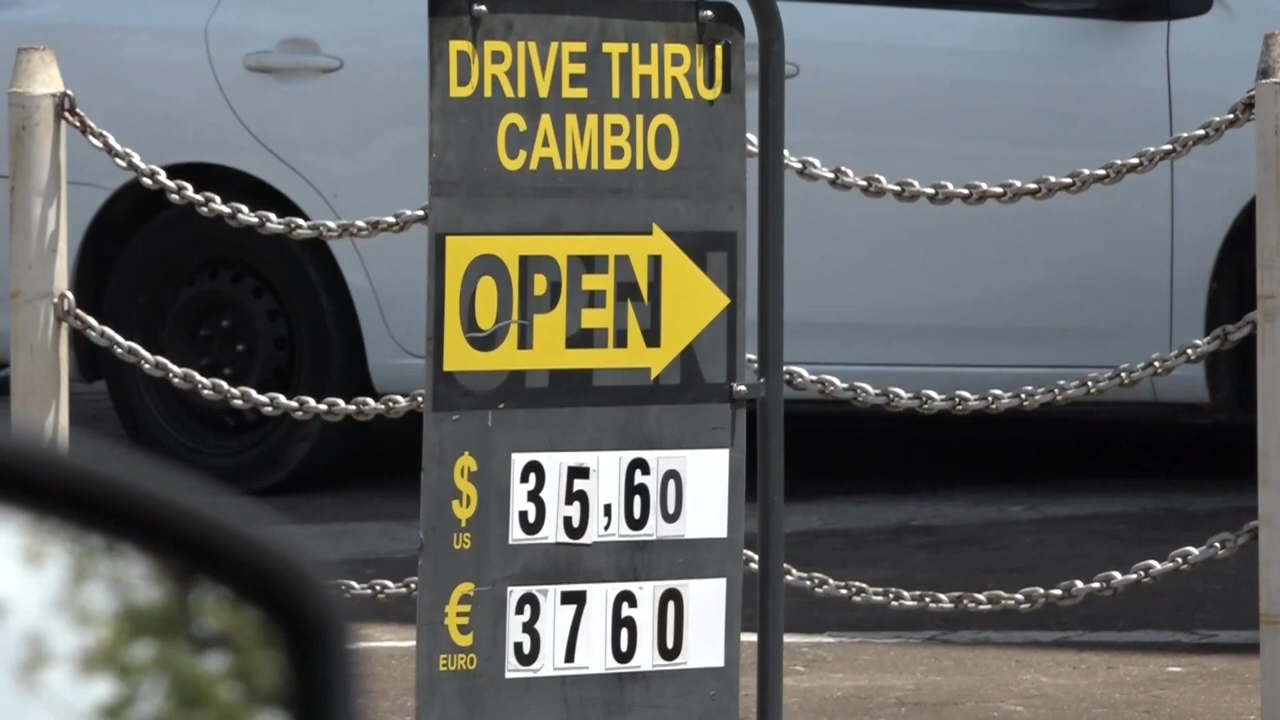 DRIVE THRU
CAMBIO
OPEN
$ 35,60
US
€ 3760
EURO